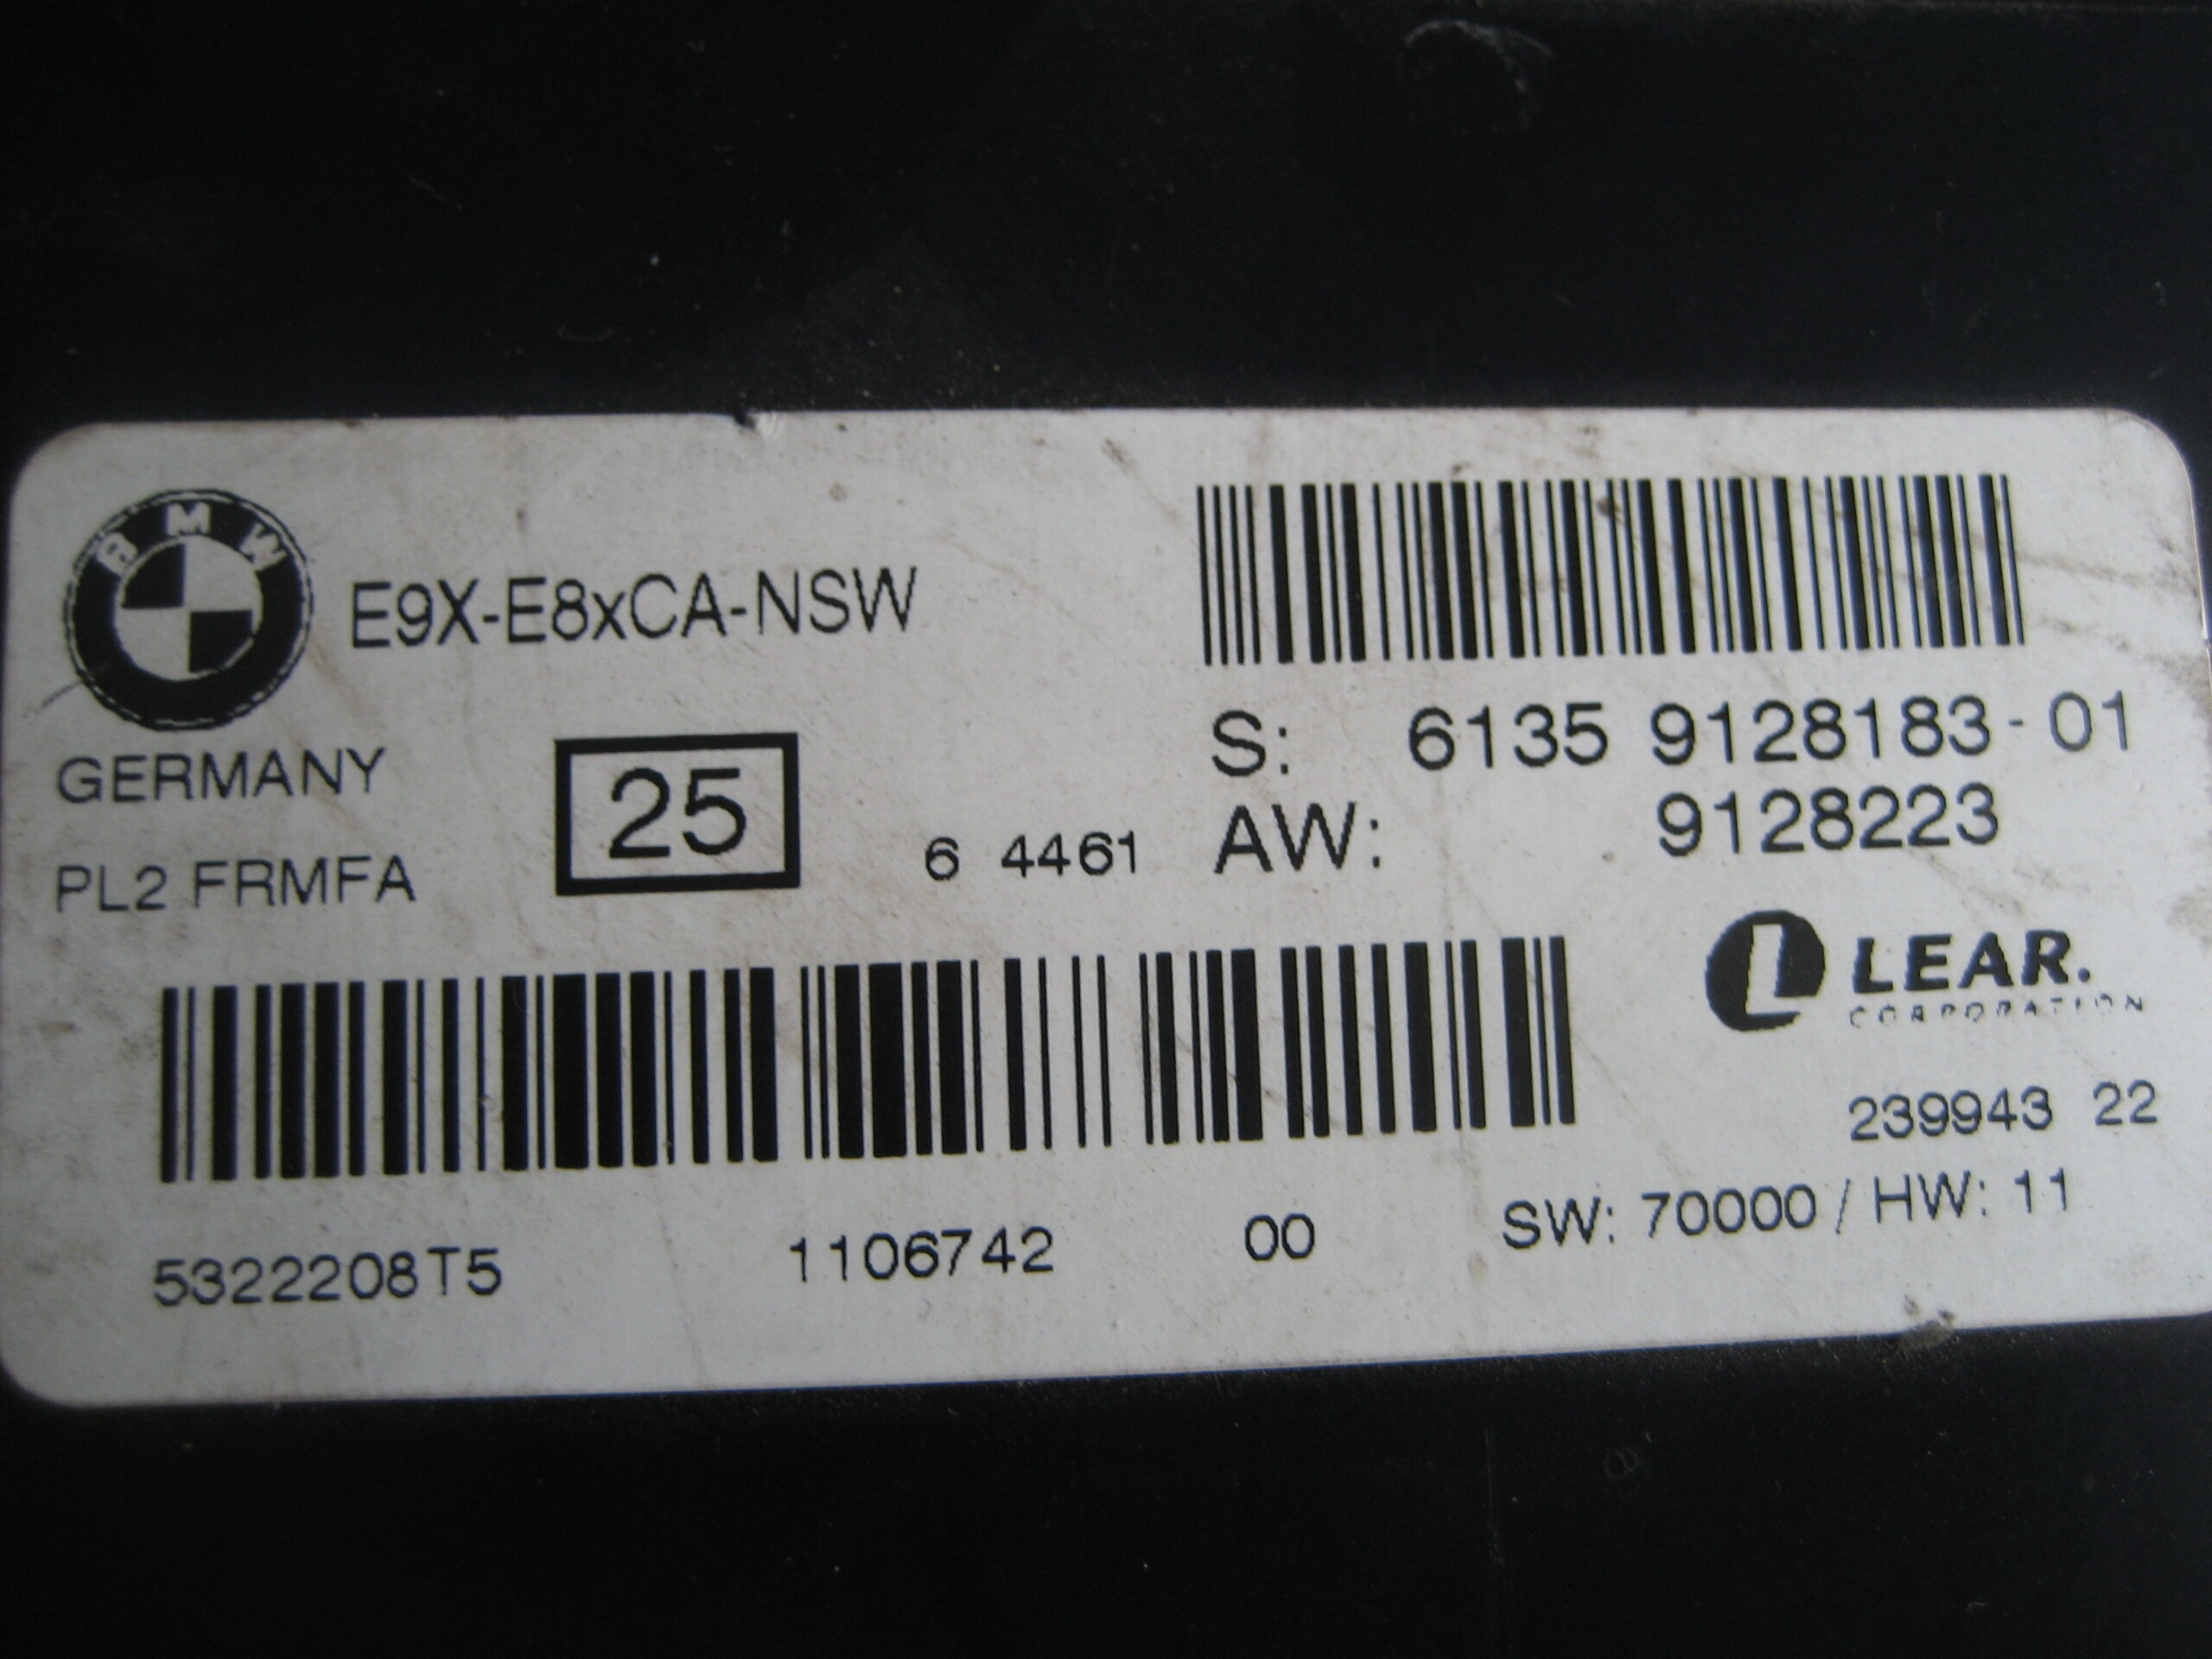 BMW
E9X-E8xCA-NSW
S: 6135 9128183-01
AW: 9128223
GERMANY
25
6 4461
PL2 FRMFA
LEAR.
CORPORATION
239943 22
SW: 70000 / HW: 11
5322208T5 1106742 00